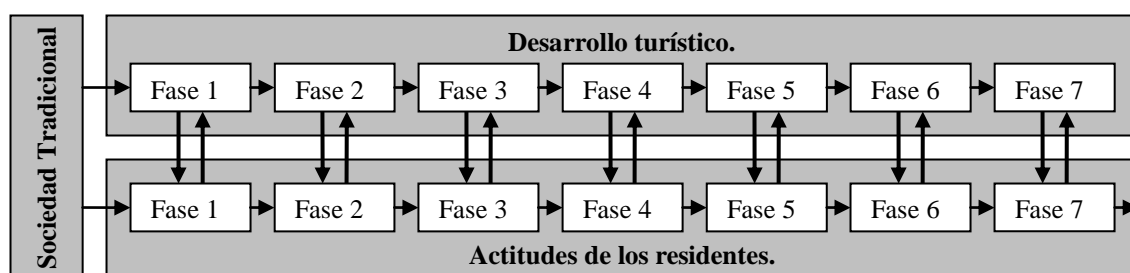 Sociedad Tradicional
Desarrollo turístico.
Fase 1
Fase 2
Fase 3
Fase 4
Fase 5
Fase 6
Fase 7
Fase 1
Fase 2
Fase 3
Fase 4
Fase 5
Fase 6
Fase 7
Actitudes de los residentes.